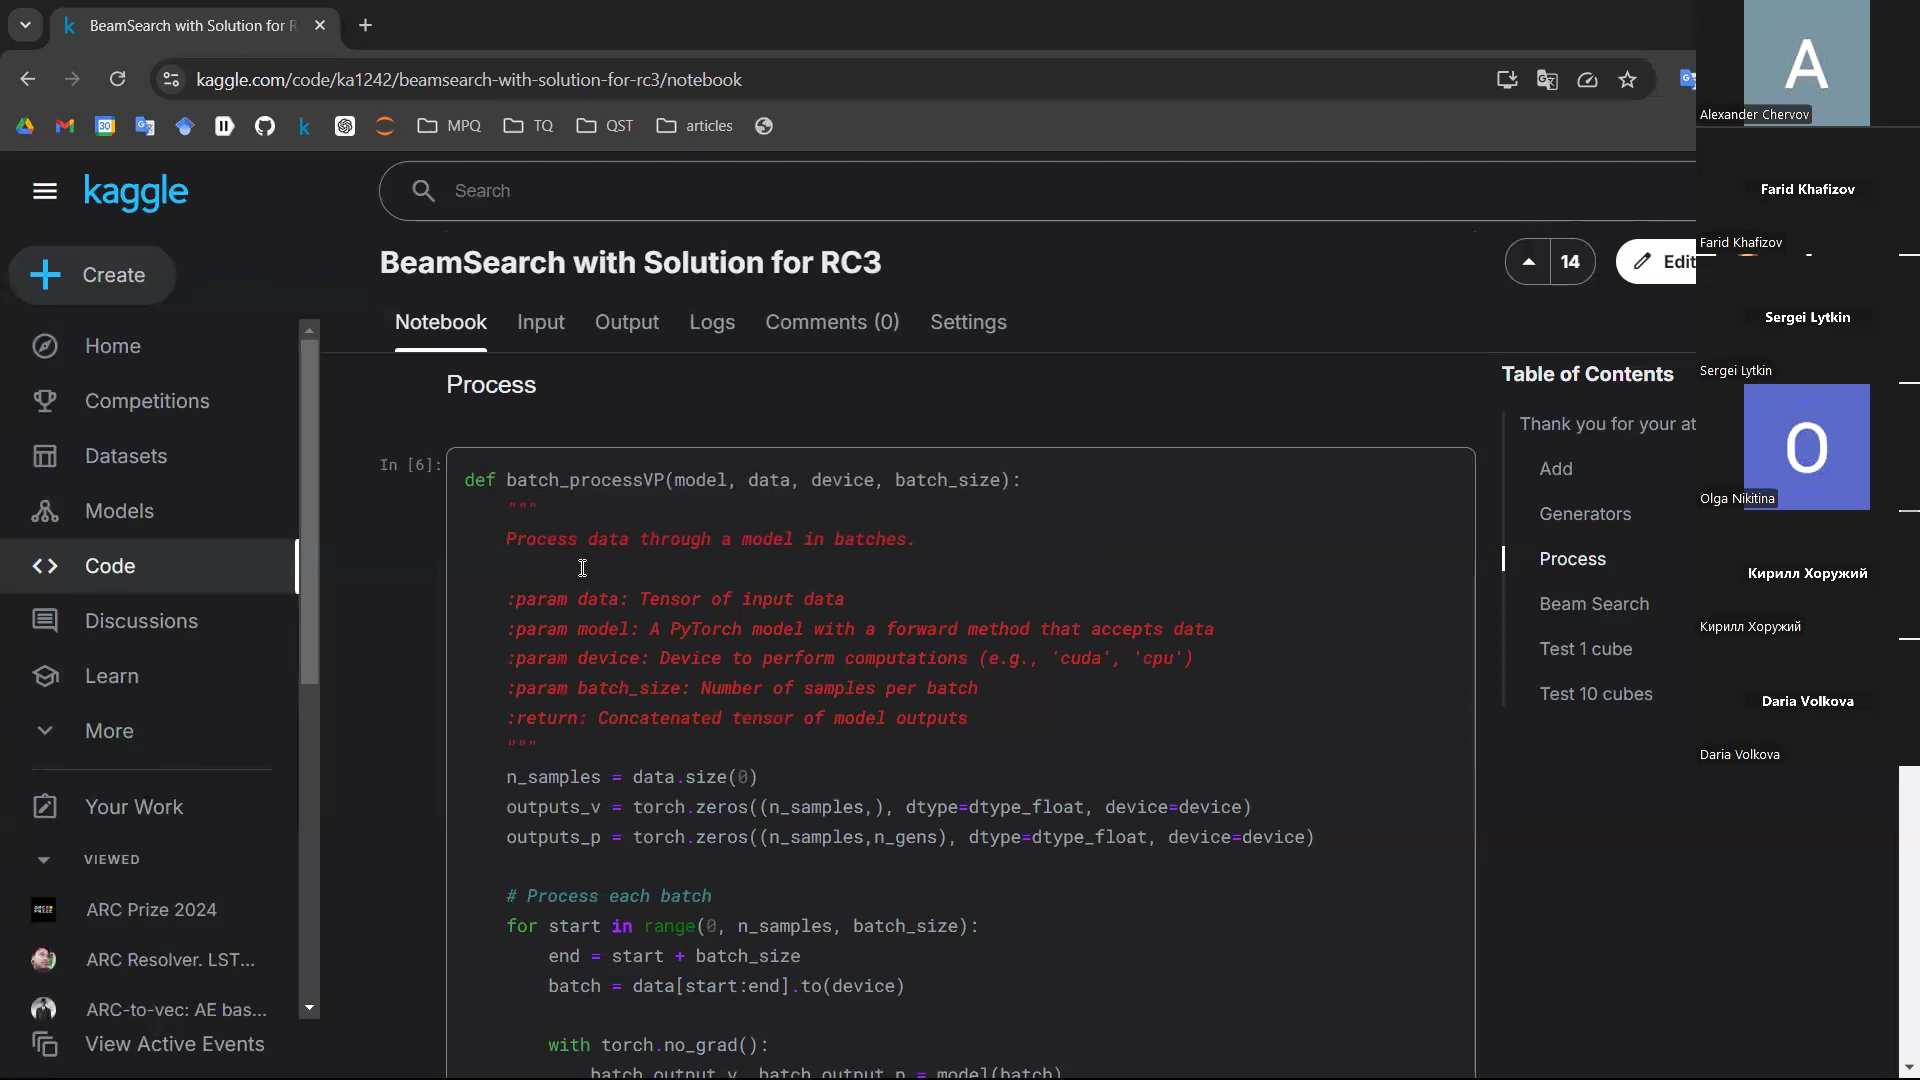 BeamSearch with Solution for R
kaggle.com/code/ka1242/beamsearch-with-solution-for-rc3/notebook
MPQ
TQ
QST
articles
kaggle
Search
Create
Home
Competitions
Datasets
Models
Code
Discussions
Learn
More
Your Work
VIEWED
ARC Prize 2024
ARC Resolver. LST...
ARC-to-vec: AE bas...
View Active Events
BeamSearch with Solution for RC3
14
Edit
Notebook
Input
Output
Logs
Comments (0)
Settings
Process
In [6]:
def batch_processVP(model, data, device, batch_size):
"""
Process data through a model in batches.
:param data: Tensor of input data
:param model: A PyTorch model with a forward method that accepts data
:param device: Device to perform computations (e.g., 'cuda', 'cpu')
:param batch_size: Number of samples per batch
:return: Concatenated tensor of model outputs
"""
n_samples = data.size(0)
outputs_v = torch.zeros((n_samples,), dtype=dtype_float, device=device)
outputs_p = torch.zeros((n_samples,n_gens), dtype=dtype_float, device=device)
# Process each batch
for start in range(0, n_samples, batch_size):
end = start + batch_size
batch = data[start:end].to(device)
with torch.no_grad():
batch_output_v, batch_output_p = model(batch)
Table of Contents
Thank you for your at
Add
Generators
Process
Beam Search
Test 1 cube
Test 10 cubes
A
Alexander Chervov
Farid Khafizov
Farid Khafizov
Sergei Lytkin
Sergei Lytkin
O
Olga Nikitina
Кирилл Хоружий
Кирилл Хоружий
Daria Volkova
Daria Volkova